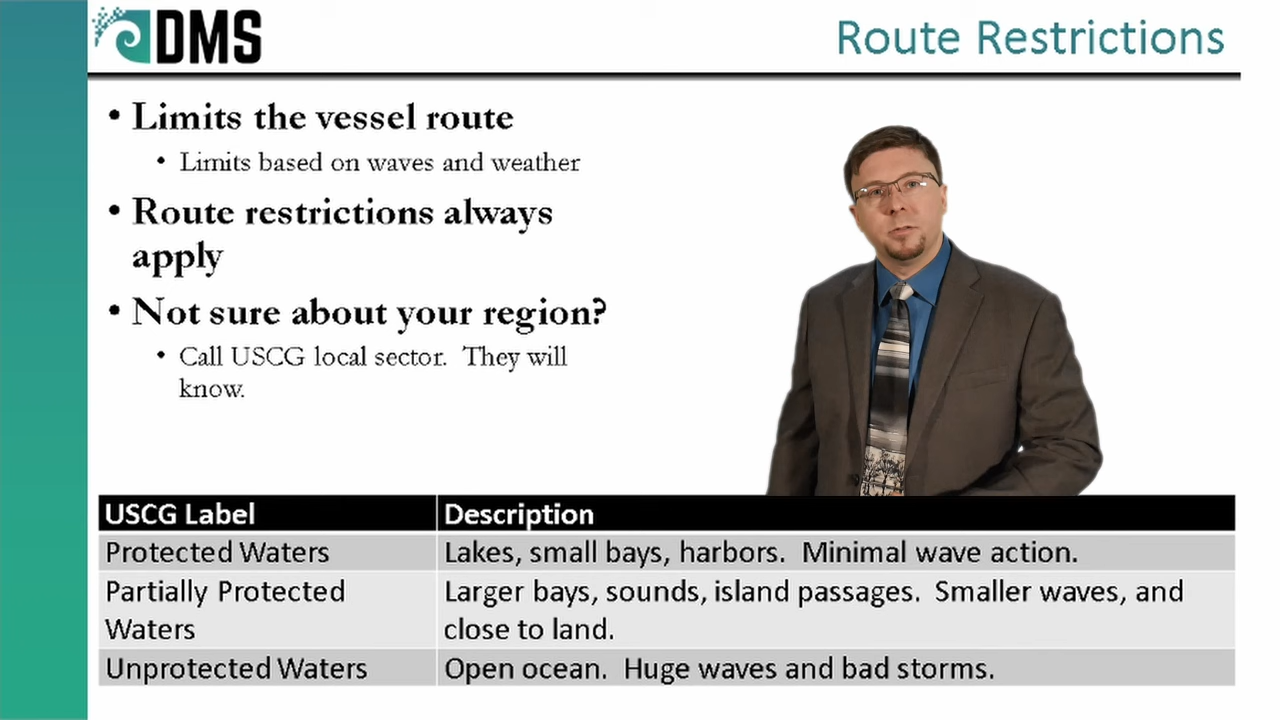 DMS
Route Restrictions
• Limits the vessel route
• Limits based on waves and weather
• Route restrictions always
apply
• Not sure about your region?
• Call USCG local sector. They will
know.
USCG Label Description
Protected Waters Lakes, small bays, harbors. Minimal wave action.
Partially Protected
Waters
Larger bays, sounds, island passages. Smaller waves, and
close to land.
Unprotected Waters Open ocean. Huge waves and bad storms.